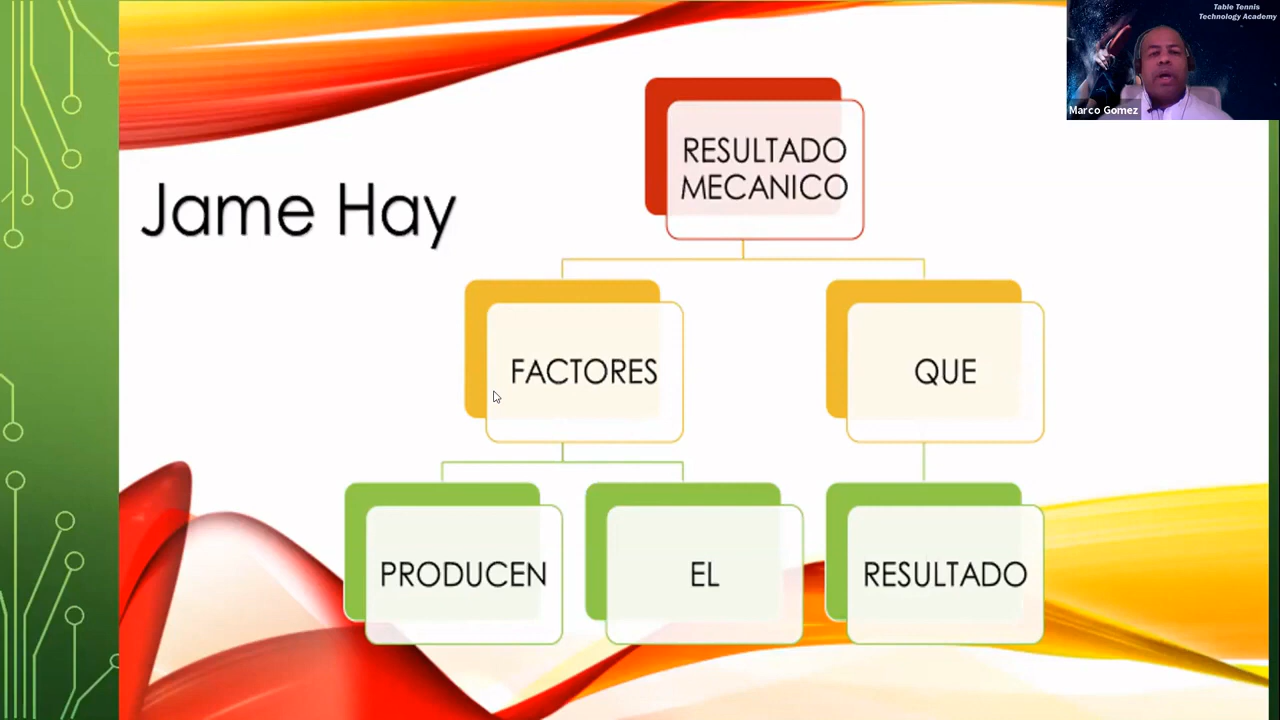 Table Tennis
Technology Academy
Marco Gomez
RESULTADO
MECANICO
Jame Hay
FACTORES
QUE
PRODUCEN
EL
RESULTADO